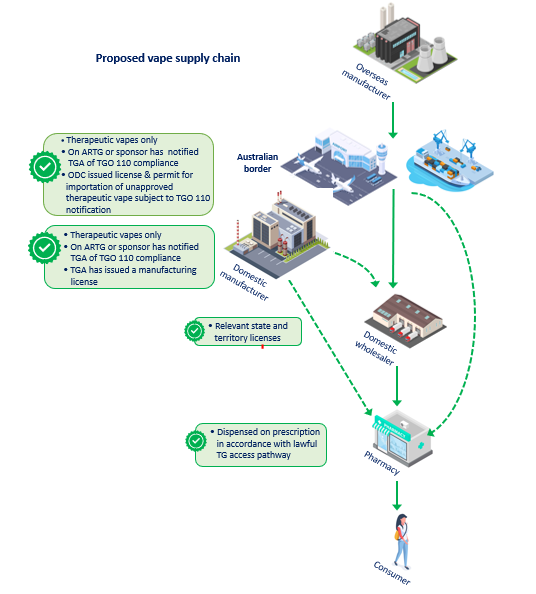 Proposed vape supply chain
Overseas
manufacturer
• Therapeutic vapes only
• On ARTG or sponsor has notified
TGA of TGO 110 compliance
• ODC issued license & permit for
importation of unapproved
therapeutic vape subject to TGO 110
notification
Australian
border
• Therapeutic vapes only
• On ARTG or sponsor has notified
TGA of TGO 110 compliance
• TGA has issued a manufacturing
license
Domestic
manufacturer
• Relevant state and
territory licenses
Domestic
wholesaler
• Dispensed on prescription
in accordance with lawful
TG access pathway
PHARMACY
Pharmacy
Consumer